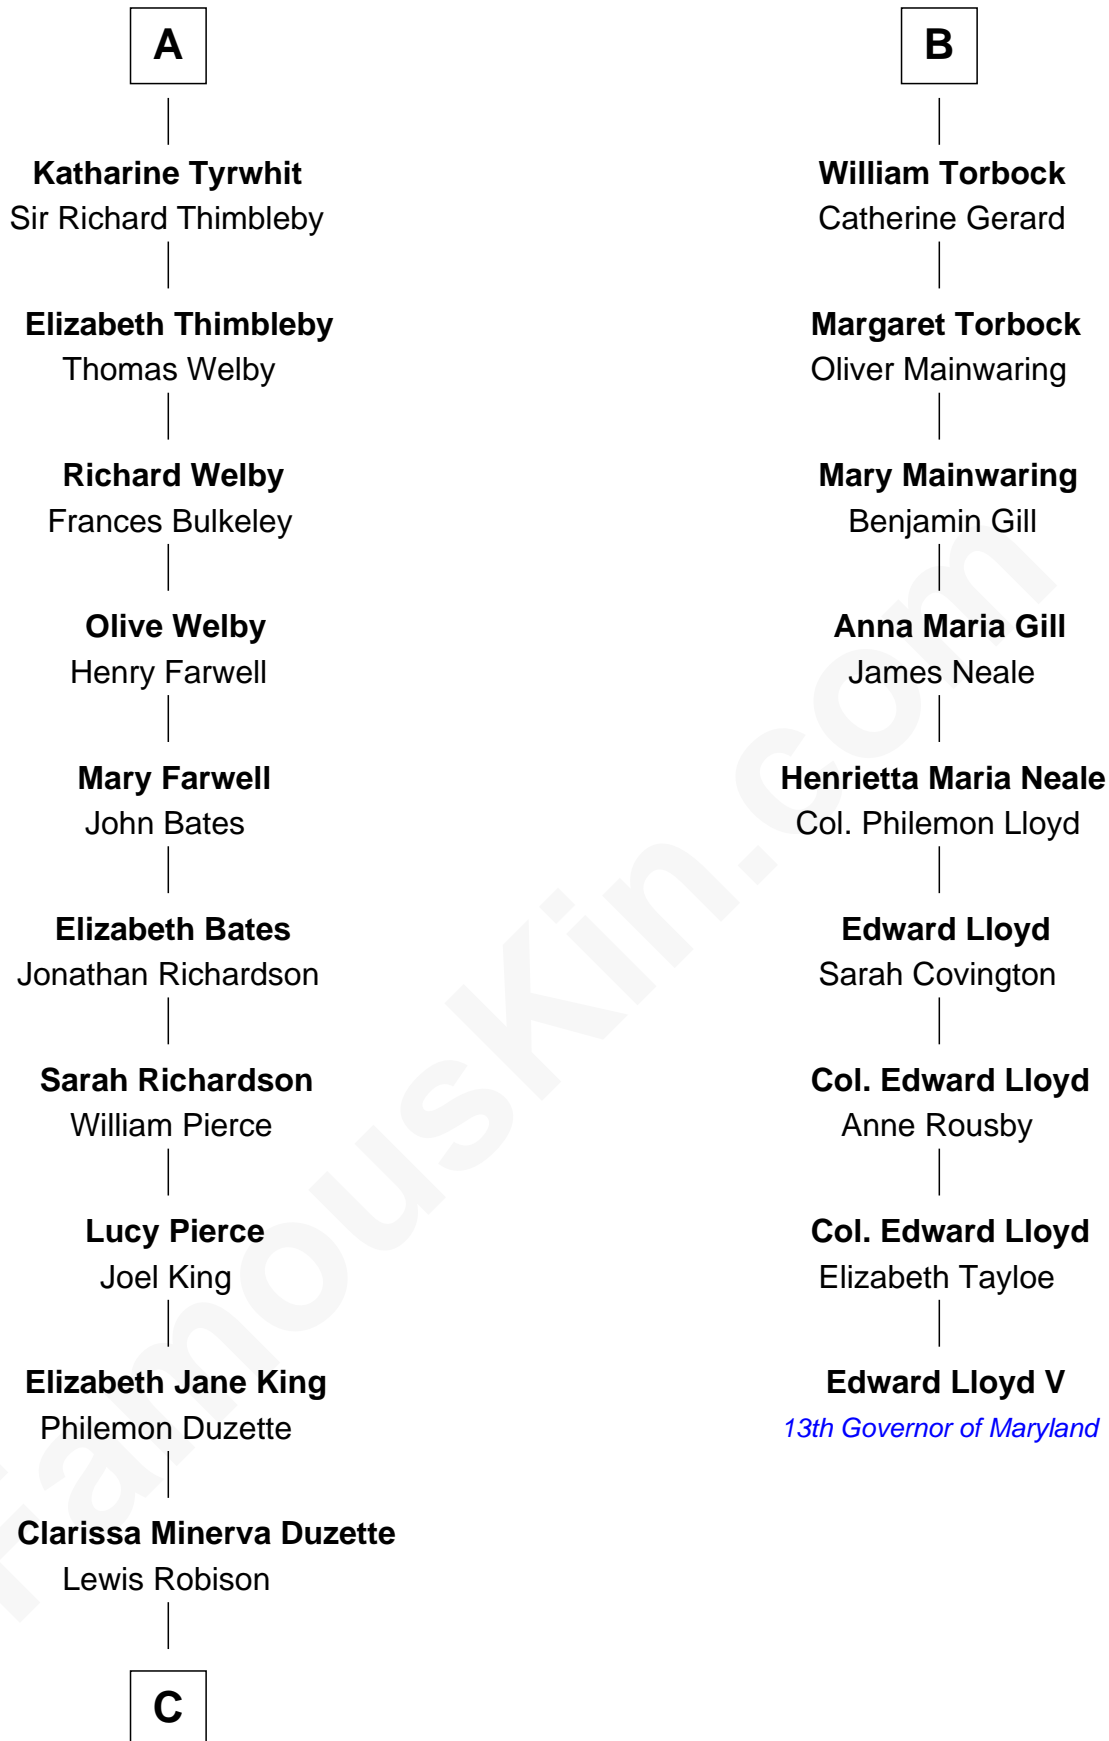 A
Katharine Tyrwhit
Sir Richard Thimbleby
Elizabeth Thimbleby
Thomas Welby
Richard Welby
Frances Bulkeley
Olive Welby
Henry Farwell
Mary Farwell
John Bates
Elizabeth Bates
Jonathan Richardson
Sarah Richardson
William Pierce
Lucy Pierce
Joel King
Elizabeth Jane King
Philemon Duzette
Clarissa Minerva Duzette
Lewis Robison
C
B
William Torbock
Catherine Gerard
Margaret Torbock
Oliver Mainwaring
Mary Mainwaring
Benjamin Gill
Anna Maria Gill
James Neale
Henrietta Maria Neale
Col. Philemon Lloyd
Edward Lloyd
Sarah Covington
Col. Edward Lloyd
Anne Rousby
Col. Edward Lloyd
Elizabeth Tayloe
Edward Lloyd V
13th Governor of Maryland
FamousKin.com